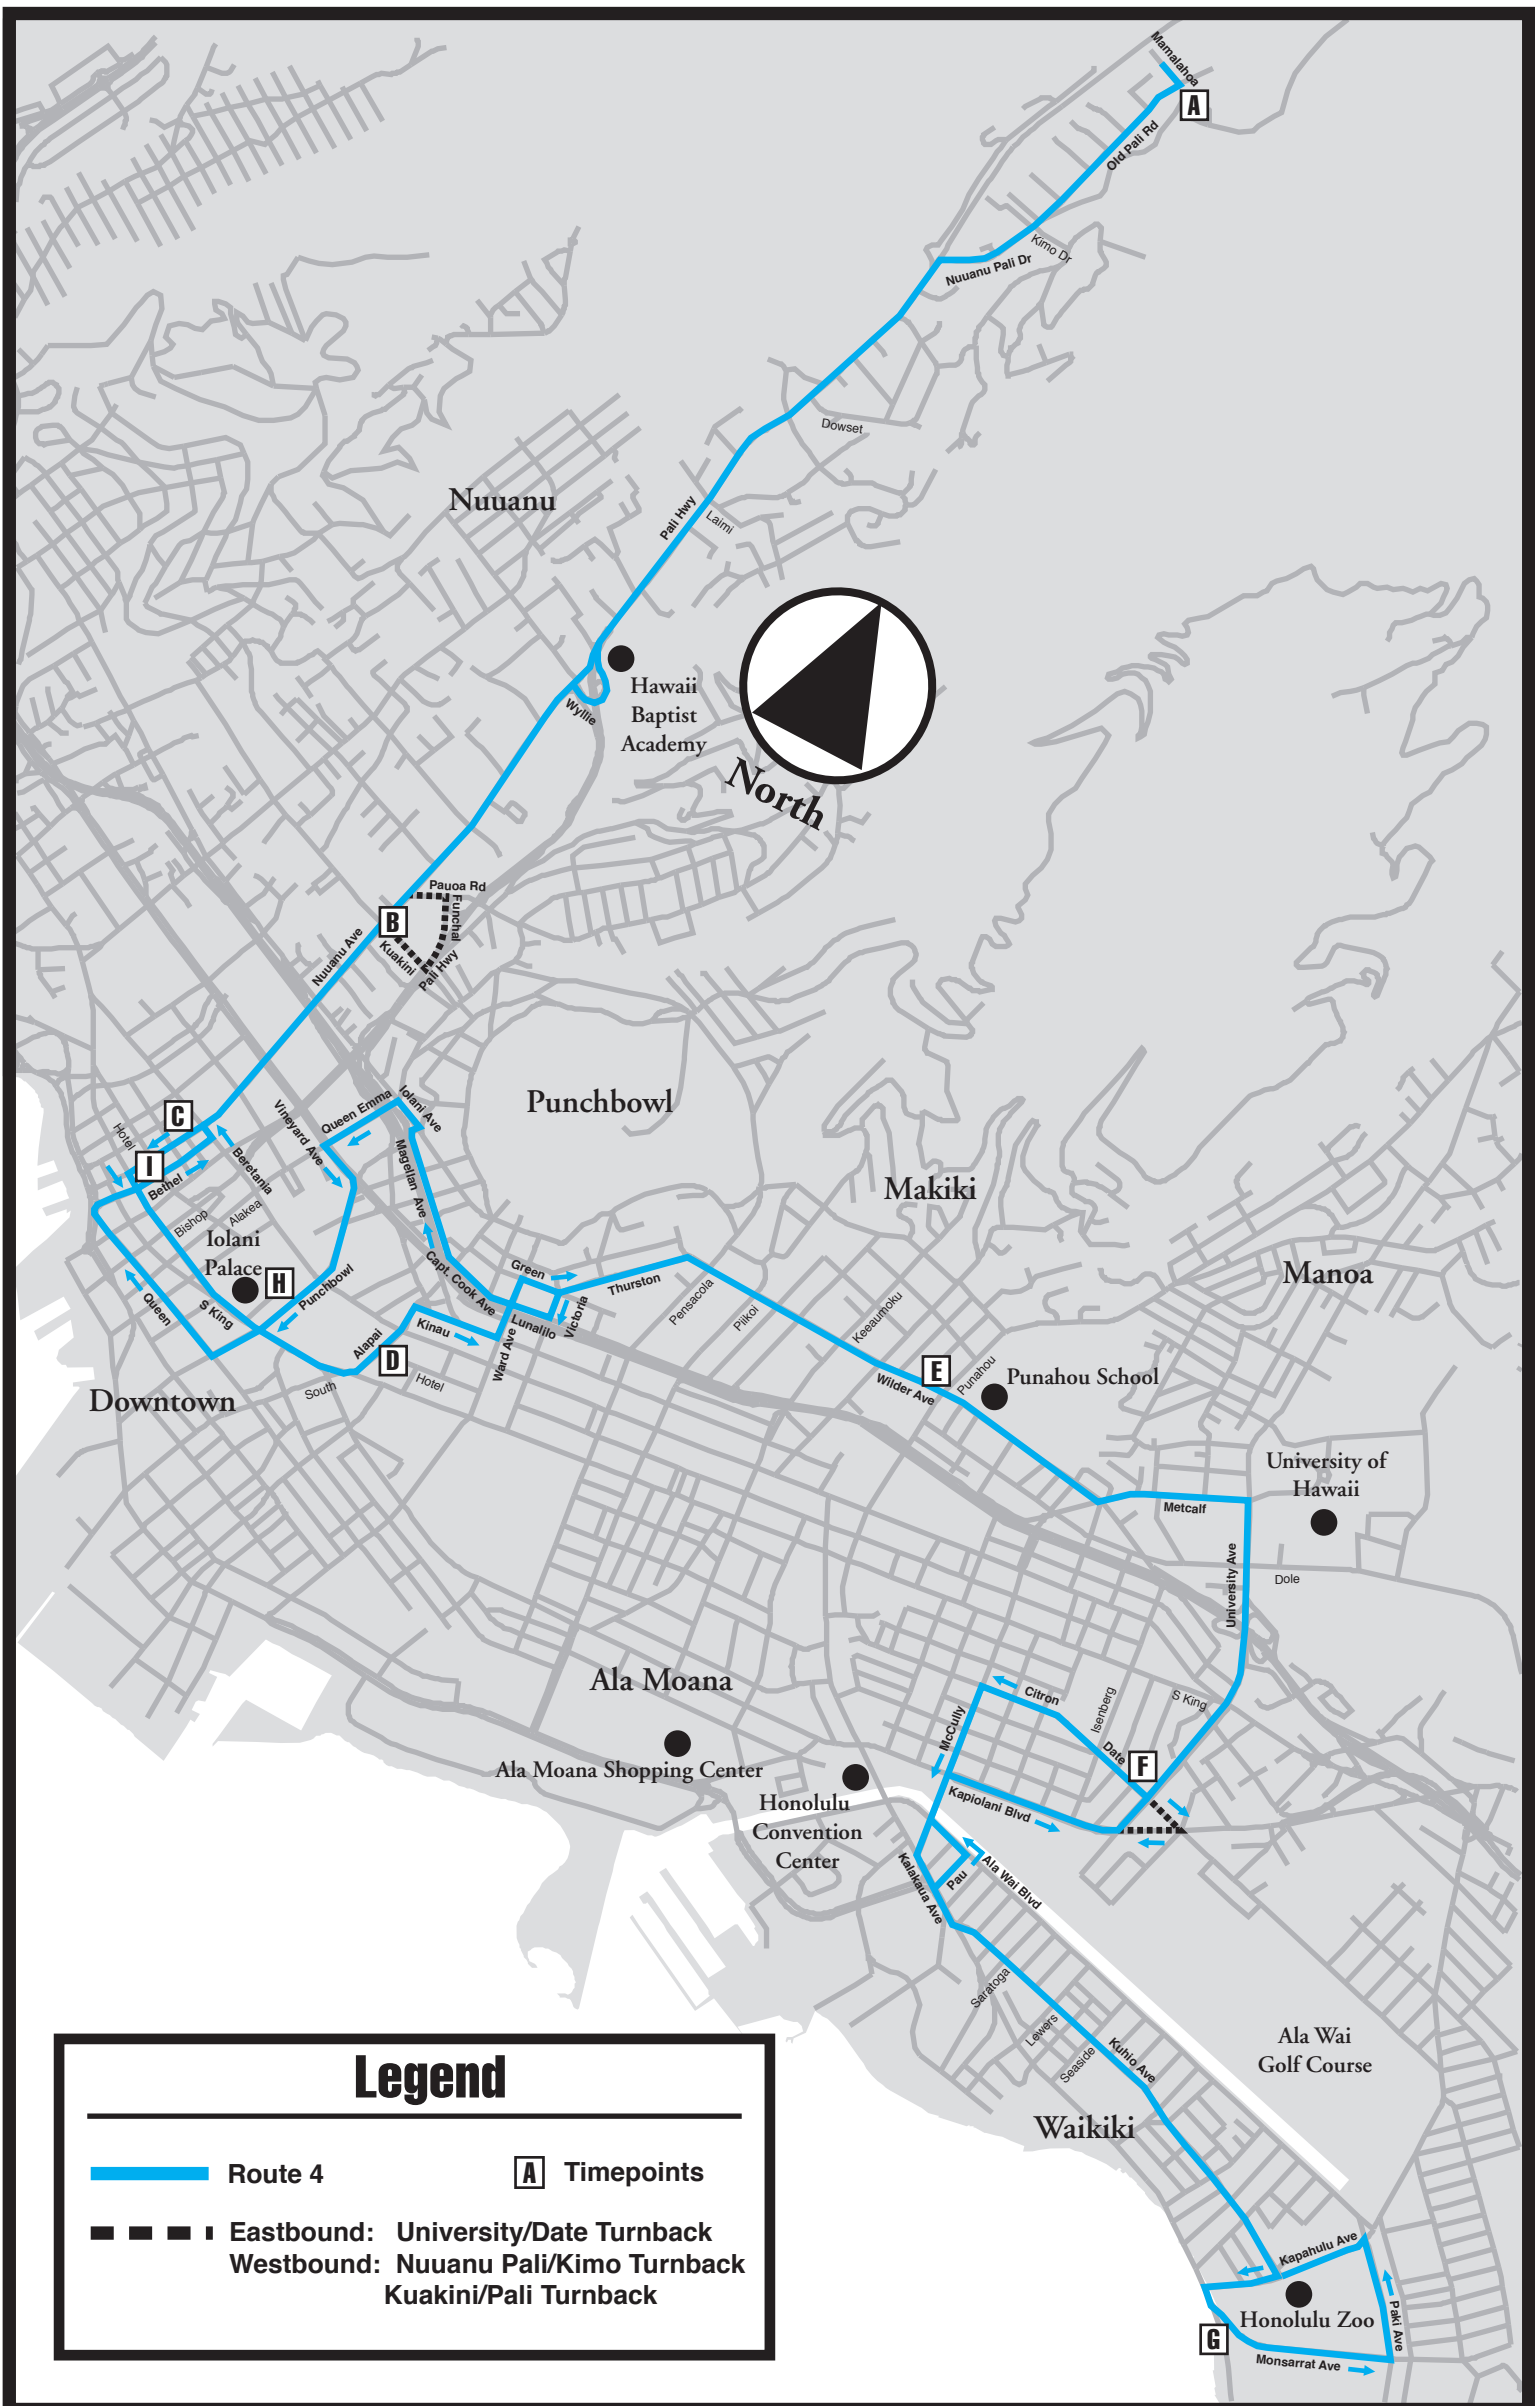 Mamalahoa
A
Old Pali Rd
Kimo Dr
Nuuanu Pali Dr
Dowset
Nuuanu
Pali Hwy
Laimi
Hawaii
Baptist
Academy
Wyllie
North
Pauoa Rd
Funchal
B
Kuakini
Pali Hwy
Nuuanu Ave
Punchbowl
Iolani Ave
Queen Emma
Vineyard Ave
C
Hotel
I
Bethel
Beretania
Magellan Ave
Makiki
Bishop
Alakea
Iolani
Palace
H
Punchbowl
Queen
S King
Capt. Cook Ave
Green
Thurston
Lunalilo
Victoria
Kinau
Alapai
D
Ward Ave
Hotel
South
Downtown
Pensacola
Piikoi
Keeaumoku
Manoa
E
Punahou
Punahou School
Wilder Ave
University of
Hawaii
Metcalf
University Ave
Dole
Ala Moana
Citron
Isenberg
S King
McCully
Date
F
Ala Moana Shopping Center
Honolulu
Convention
Center
Kapiolani Blvd
Kalakaua Ave
Pau
Ala Wai Blvd
Saratoga
Lewers
Seaside
Kuhio Ave
Ala Wai
Golf Course
Waikiki
Kapahulu Ave
Honolulu Zoo
Paki Ave
G
Monsarrat Ave
Legend
Route 4
A Timepoints
Eastbound: University/Date Turnback
Westbound: Nuuanu Pali/Kimo Turnback
Kuakini/Pali Turnback